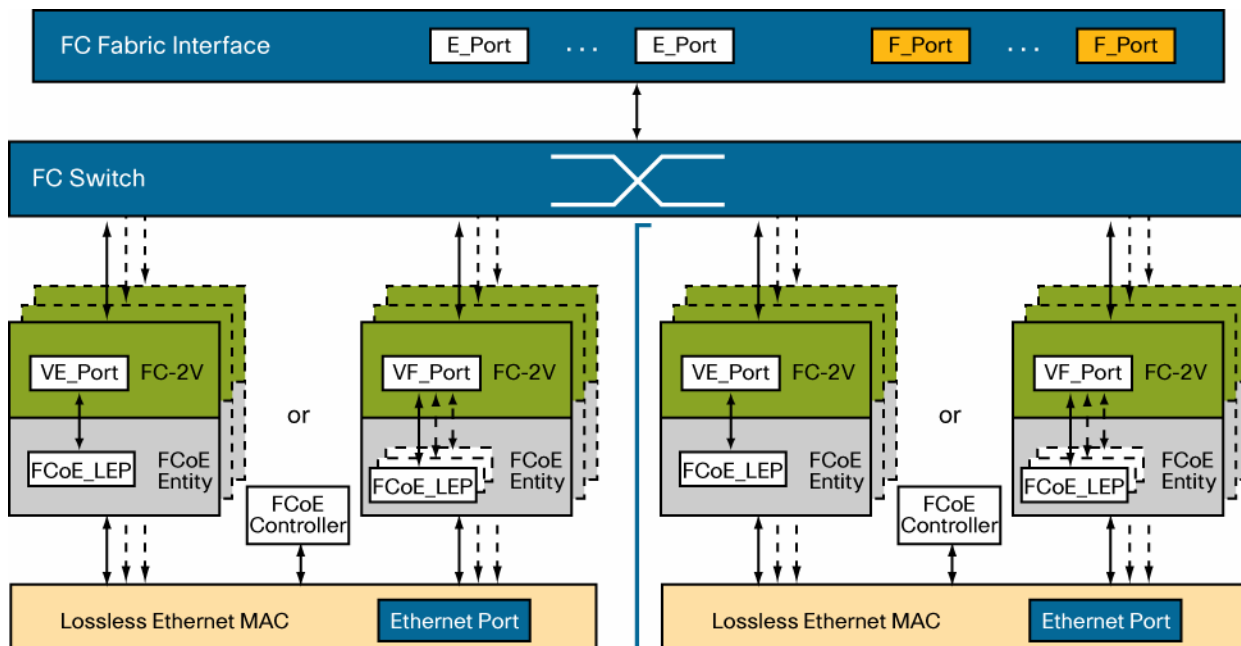 FC Fabric Interface E_Port ... E_Port F_Port ... F_Port
FC Switch
VE_Port FC-2V
FCoE_LEP FCoE
Entity
or
VF_Port FC-2V
FCoE_LEP FCoE
Entity
FCoE
Controller
Lossless Ethernet MAC Ethernet Port
VE_Port FC-2V
FCoE_LEP FCoE
Entity
or
VF_Port FC-2V
FCoE_LEP FCoE
Entity
FCoE
Controller
Lossless Ethernet MAC Ethernet Port